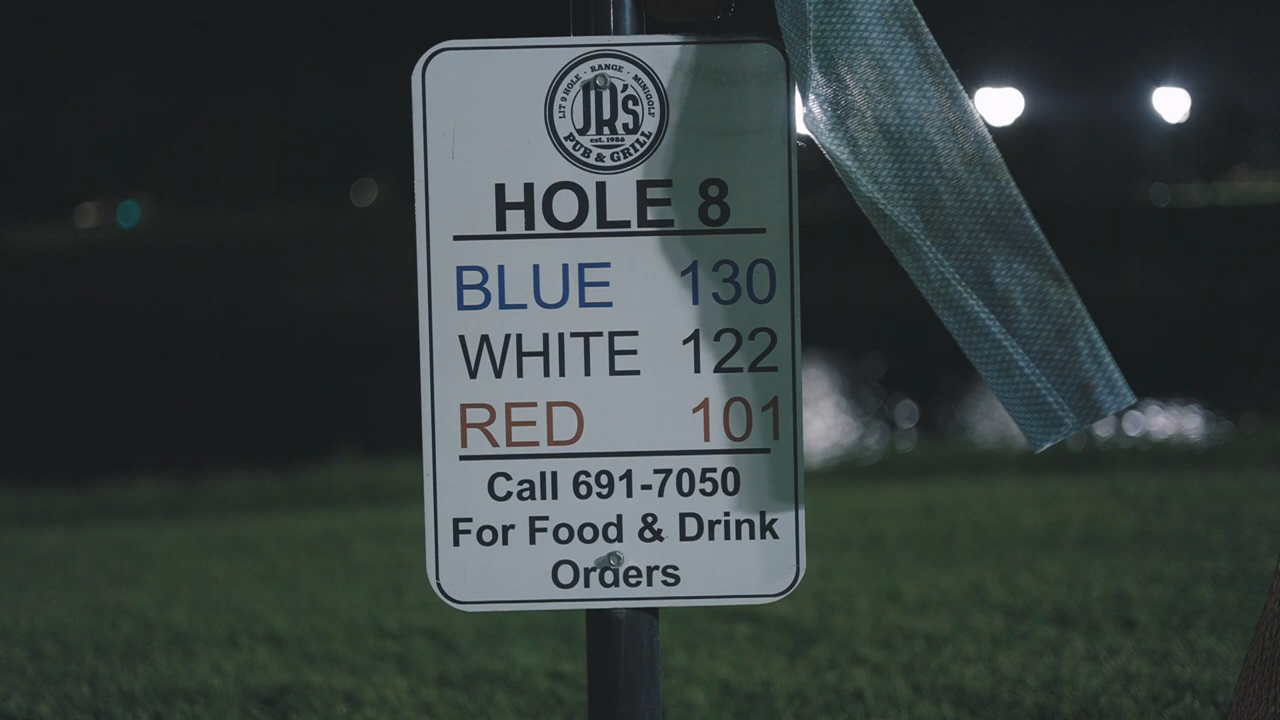 LIT 9 HOLE · RANGE · MINIGOLF
JR'S
est. 1986
PUB & GRILL
HOLE 8
BLUE 130
WHITE 122
RED 101
Call 691-7050
For Food & Drink
Orders